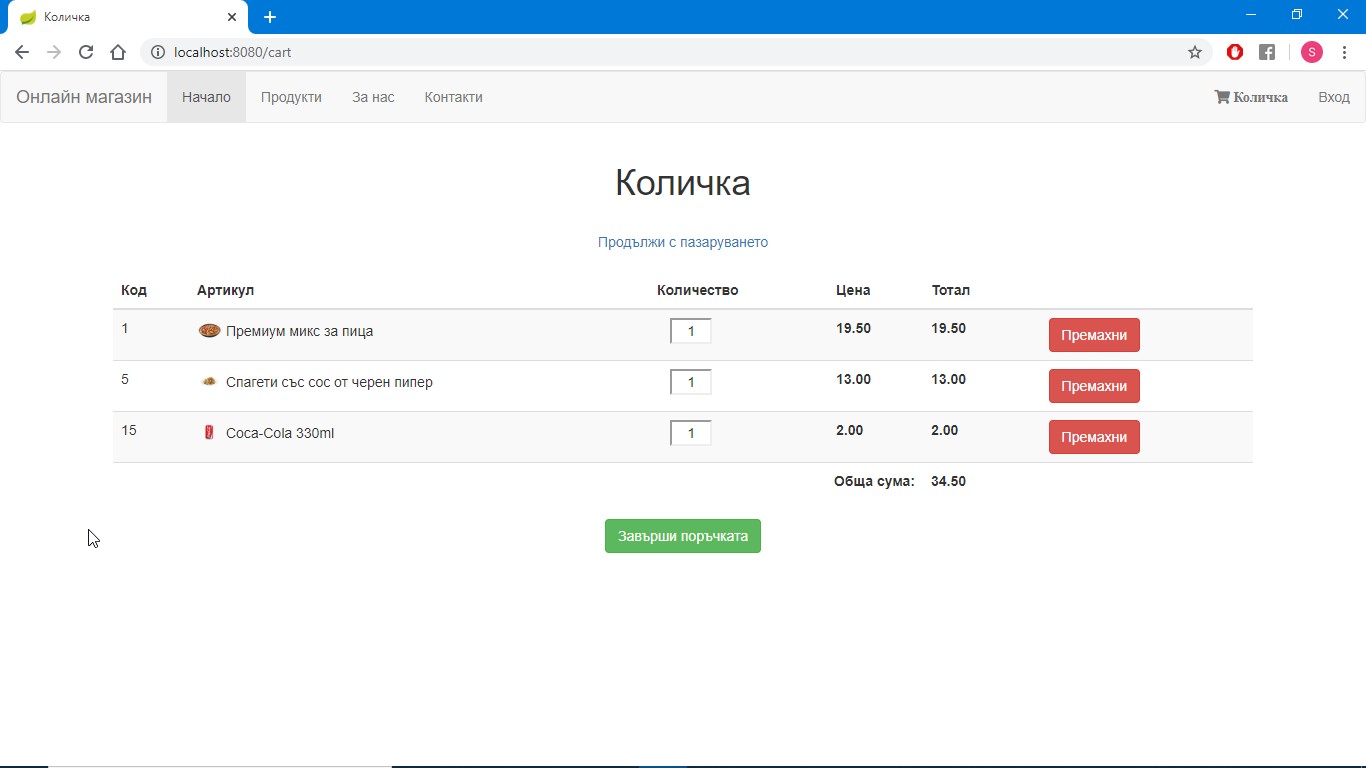 Количка
localhost:8080/cart
S
Онлайн магазин Начало Продукти За нас Контакти Количка Вход
Количка
Продължи с пазаруването
Код Артикул Количество Цена Тотал
1 Премиум микс за пица 1 19.50 19.50 Премахни
5 Спагети със сос от черен пипер 1 13.00 13.00 Премахни
15 Coca-Cola 330ml 1 2.00 2.00 Премахни
Обща сума: 34.50
Завърши поръчката